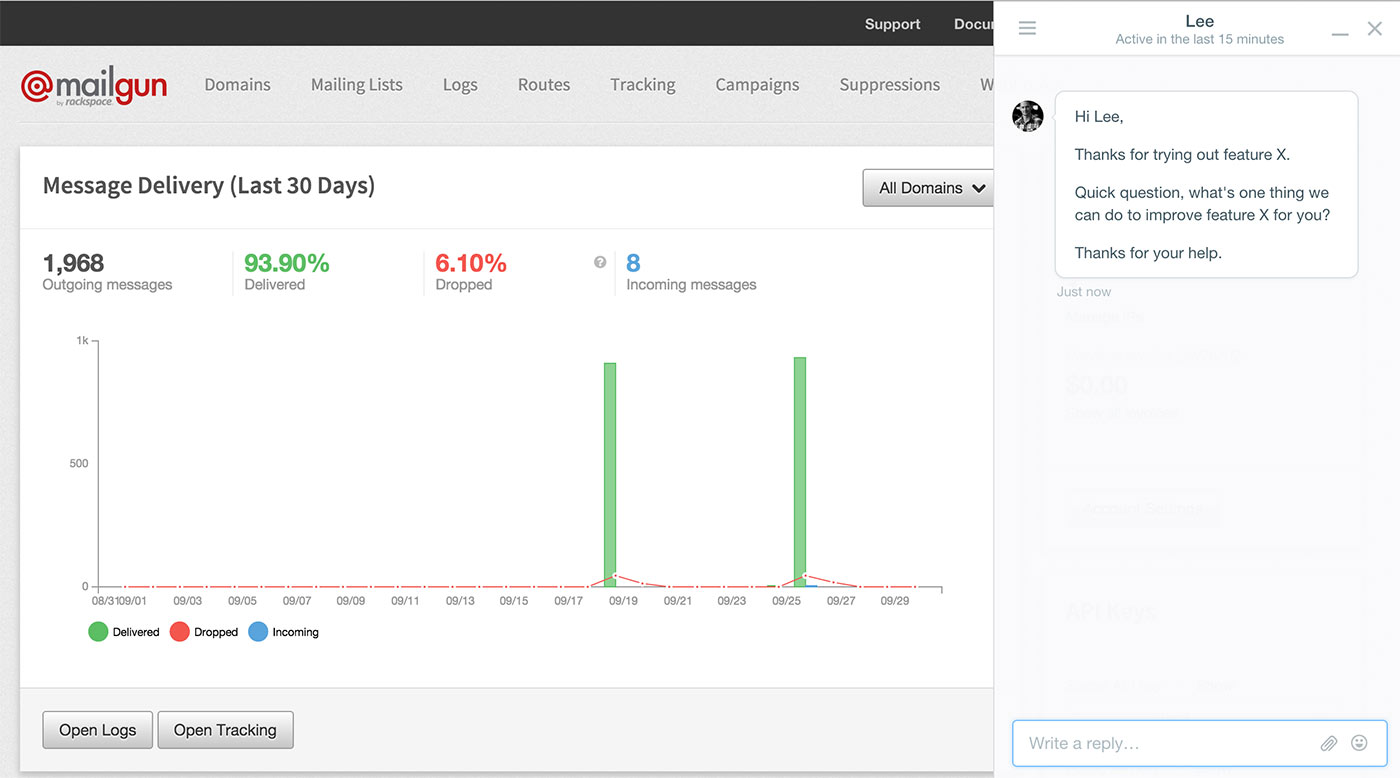 Support Docu
@mailgun
by rackspace.
Domains Mailing Lists Logs Routes Tracking Campaigns Suppressions W
Message Delivery (Last 30 Days)
All Domains
1,968
Outgoing messages
93.90%
Delivered
6.10%
Dropped
?
8
Incoming messages
1k
500
0
08/31 09/01 09/03 09/05 09/07 09/09 09/11 09/13 09/15 09/17 09/19 09/21 09/23 09/25 09/27 09/29
Delivered Dropped Incoming
Open Logs Open Tracking
Lee
Active in the last 15 minutes
Hi Lee,
Thanks for trying out feature X.
Quick question, what's one thing we
can do to improve feature X for you?
Thanks for your help.
Just now
Manage IPs
$0.00
Show all invoices
Account Settings
API Keys
Write a reply…